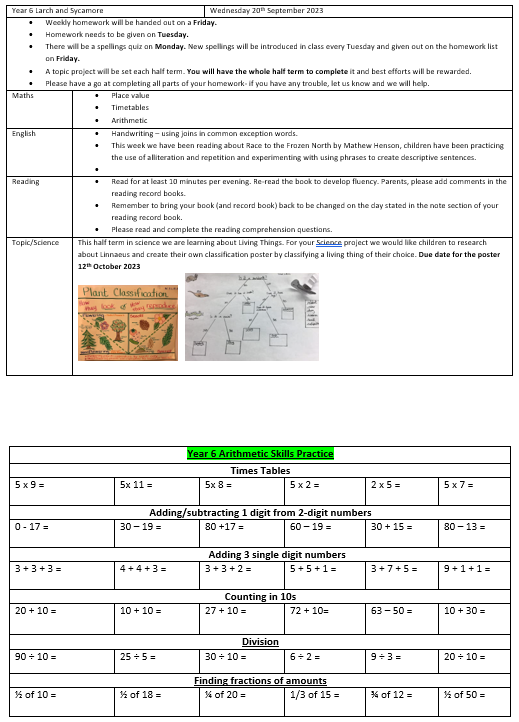 Year 6 Larch and Sycamore Wednesday 20th September 2023
• Weekly homework will be handed out on a Friday.
• Homework needs to be given on Tuesday.
• There will be a spellings quiz on Monday. New spellings will be introduced in class every Tuesday and given out on the homework list
on Friday.
• A topic project will be set each half term. You will have the whole half term to complete it and best efforts will be rewarded.
• Please have a go at completing all parts of your homework- if you have any trouble, let us know and we will help.
Maths • Place value
• Timetables
• Arithmetic
English • Handwriting – using joins in common exception words.
• This week we have been reading about Race to the Frozen North by Mathew Henson, children have been practicing
the use of alliteration and repetition and experimenting with using phrases to create descriptive sentences.
•
Reading • Read for at least 10 minutes per evening. Re-read the book to develop fluency. Parents, please add comments in the
reading record books.
• Remember to bring your book (and record book) back to be changed on the day stated in the note section of your
reading record book.
• Please read and complete the reading comprehension questions.
Topic/Science This half term in science we are learning about Living Things. For your Science project we would like children to research
about Linnaeus and create their own classification poster by classifying a living thing of their choice. Due date for the poster
12th October 2023
Plant Classification
How they look or How they reproduce
Year 6 Arithmetic Skills Practice
Times Tables
5 x 9 = 5x 11 = 5x 8 = 5 x 2 = 2 x 5 = 5 x 7 =
Adding/subtracting 1 digit from 2-digit numbers
0 - 17 = 30 – 19 = 80 +17 = 60 – 19 = 30 + 15 = 80 – 13 =
Adding 3 single digit numbers
3 + 3 + 3 = 4 + 4 + 3 = 3 + 3 + 2 = 5 + 5 + 1 = 3 + 7 + 5 = 9 + 1 + 1 =
Counting in 10s
20 + 10 = 10 + 10 = 27 + 10 = 72 + 10= 63 – 50 = 10 + 30 =
Division
90 ÷ 10 = 25 ÷ 5 = 30 ÷ 10 = 6 ÷ 2 = 9 ÷ 3 = 20 ÷ 10 =
Finding fractions of amounts
½ of 10 = ½ of 18 = ¼ of 20 = 1/3 of 15 = ¾ of 12 = ½ of 50 =